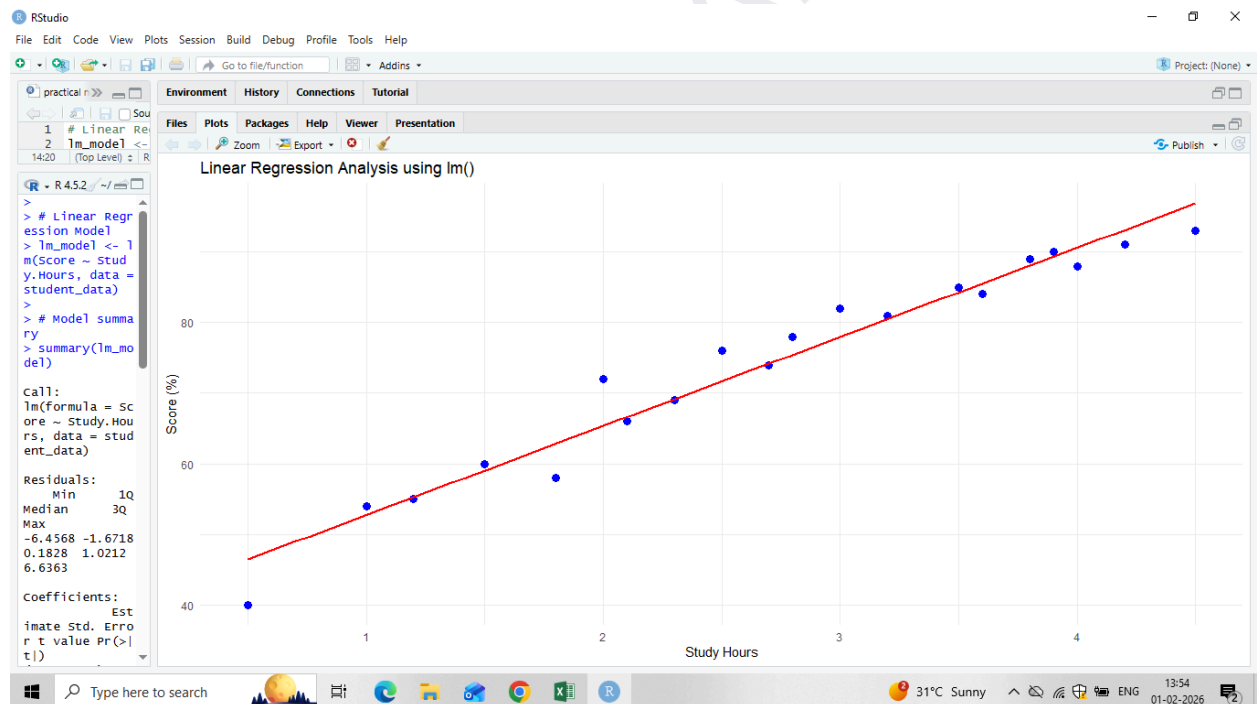 RStudio
File Edit Code View Plots Session Build Debug Profile Tools Help
Go to file/function
Addins
Project: (None)
practical
Sou
1 # Linear Re
2 lm_model <-
14:20 (Top Level) R
R 4.5.2 ~/
>
> # Linear Regr
ession Model
> lm_model <- l
m(Score ~ Stud
y.Hours, data =
student_data)
>
> # Model summa
ry
> summary(lm_mo
del)
Call:
lm(formula = Sc
ore ~ Study.Hou
rs, data = stud
ent_data)
Residuals:
Min 1Q
Median 3Q
Max
-6.4568 -1.6718
0.1828 1.0212
6.6363
Coefficients:
Est
imate Std. Erro
r t value Pr(>|
t|)
Environment History Connections Tutorial
Files Plots Packages Help Viewer Presentation
Zoom Export Publish
Linear Regression Analysis using lm()
Score (%)
80
60
40
1 2 3 4
Study Hours
Type here to search
2
31°C Sunny
ENG
13:54
01-02-2026
2